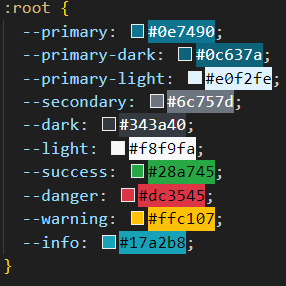 :root {
--primary: #0e7490;
--primary-dark: #0c637a;
--primary-light: #e0f2fe;
--secondary: #6c757d;
--dark: #343a40;
--light: #f8f9fa;
--success: #28a745;
--danger: #dc3545;
--warning: #ffc107;
--info: #17a2b8;
}